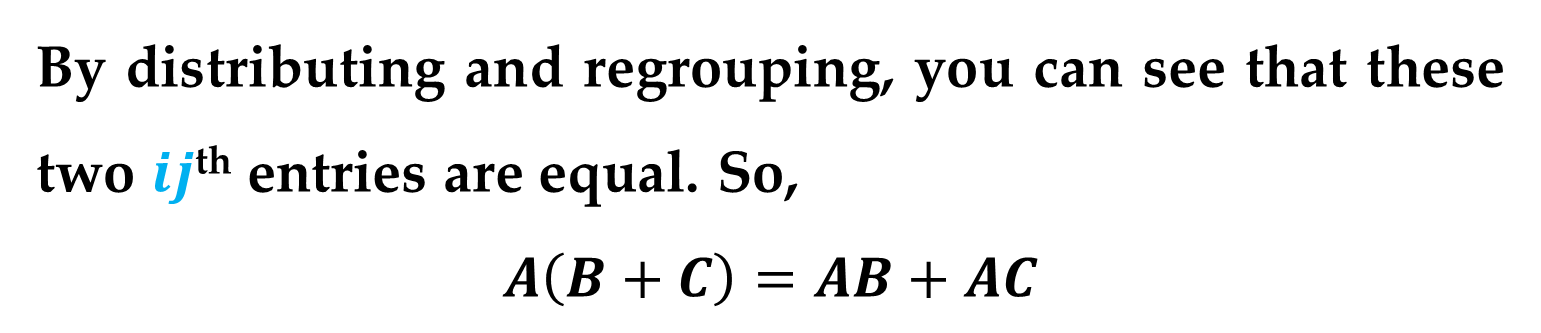 By distributing and regrouping, you can see that these
two ijᵗʰ entries are equal. So,
A(B + C) = AB + AC